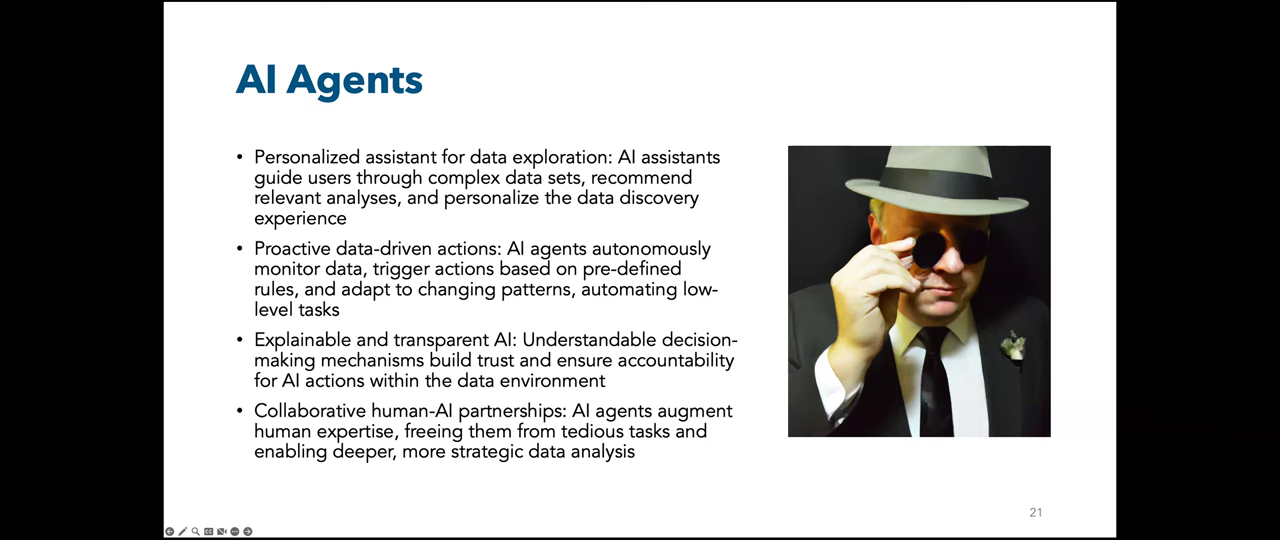 AI Agents
• Personalized assistant for data exploration: AI assistants
guide users through complex data sets, recommend
relevant analyses, and personalize the data discovery
experience
• Proactive data-driven actions: AI agents autonomously
monitor data, trigger actions based on pre-defined
rules, and adapt to changing patterns, automating low-
level tasks
• Explainable and transparent AI: Understandable decision-
making mechanisms build trust and ensure accountability
for AI actions within the data environment
• Collaborative human-AI partnerships: AI agents augment
human expertise, freeing them from tedious tasks and
enabling deeper, more strategic data analysis
21